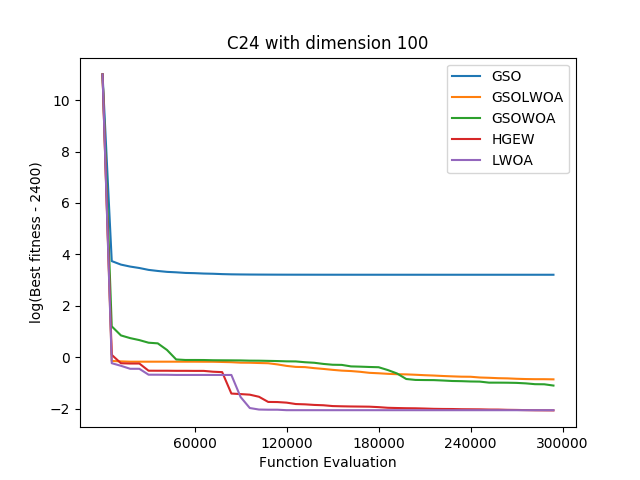 C24 with dimension 100
log(Best fitness - 2400)
10
8
6
4
2
0
−2
GSO
GSOLWOA
GSOWOA
HGEW
LWOA
60000 120000 180000 240000 300000
Function Evaluation